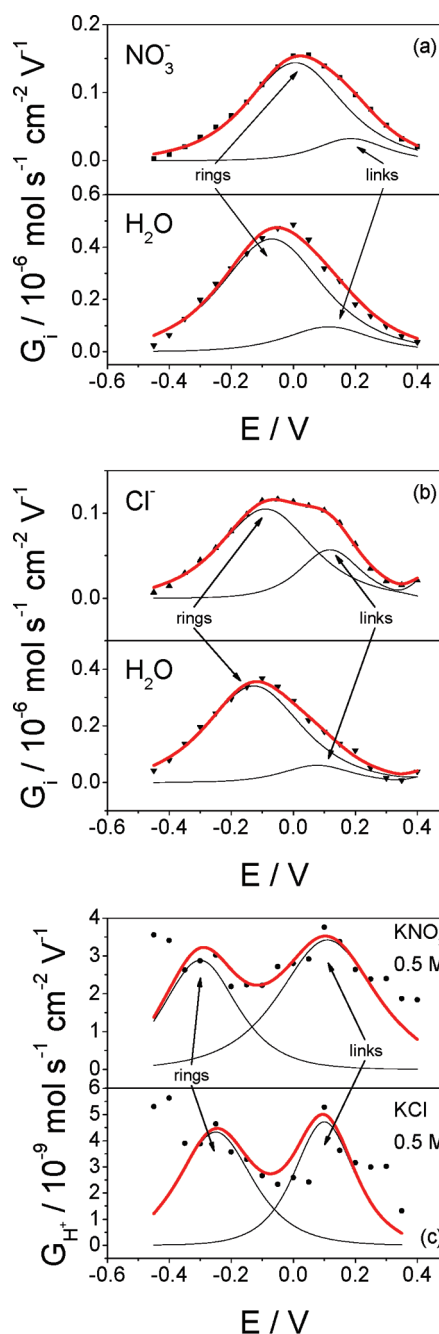 (a)
NO₃⁻
0.2
0.1
0.0
rings
links
0.6
H₂O
0.4
0.2
0.0
Gᵢ / 10⁻⁶ mol s⁻¹ cm⁻² V⁻¹
-0.6 -0.4 -0.2 0.0 0.2 0.4
E / V
(b)
Cl⁻
0.1
0.0
rings
links
H₂O
0.4
0.2
0.0
Gᵢ / 10⁻⁶ mol s⁻¹ cm⁻² V⁻¹
-0.6 -0.4 -0.2 0.0 0.2 0.4
E / V
4
3
2
1
0
KNO
0.5 M
rings
links
6
5
4
3
2
1
0
KCl
0.5 M
(c)
G_H⁺ / 10⁻⁹ mol s⁻¹ cm⁻² V⁻¹
-0.6 -0.4 -0.2 0.0 0.2 0.4
E / V